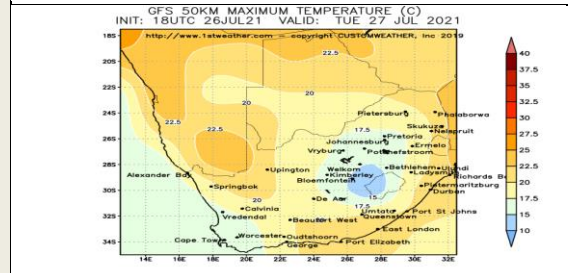 GFS 50KM MAXIMUM TEMPERATURE (C)
INIT: 18UTC 26JUL21 VALID: TUE 27 JUL 2021
http://www.1stweather.com — copyright CUSTOMWEATHER, Inc 2019
18S
20S
22S
24S
26S
28S
30S
32S
34S
22.5
20
20
22.5
22.5
17.5
20
15
17.5
20
Pietersburg
Phalaborwa
Skukuza
Nelspruit
Pretoria
Johannesburg
Ermelo
Vryburg
Potchefstroom
Welkom
Bethlehem
Ulundi
Alexander Bay
Upington
Kimberley
Ladysmith
Bloemfontein
Richards Ba
Springbok
Pietermaritzburg
Durban
De Aar
Calvinia
Umtata
Port St Johns
Vredendal
Queenstown
Beaufort West
East London
Worcester
Oudtshoorn
Cape Town
George
Port Elizabeth
14E 16E 18E 20E 22E 24E 26E 28E 30E 32E
40
37.5
35
32.5
30
27.5
25
22.5
20
17.5
15
12.5
10